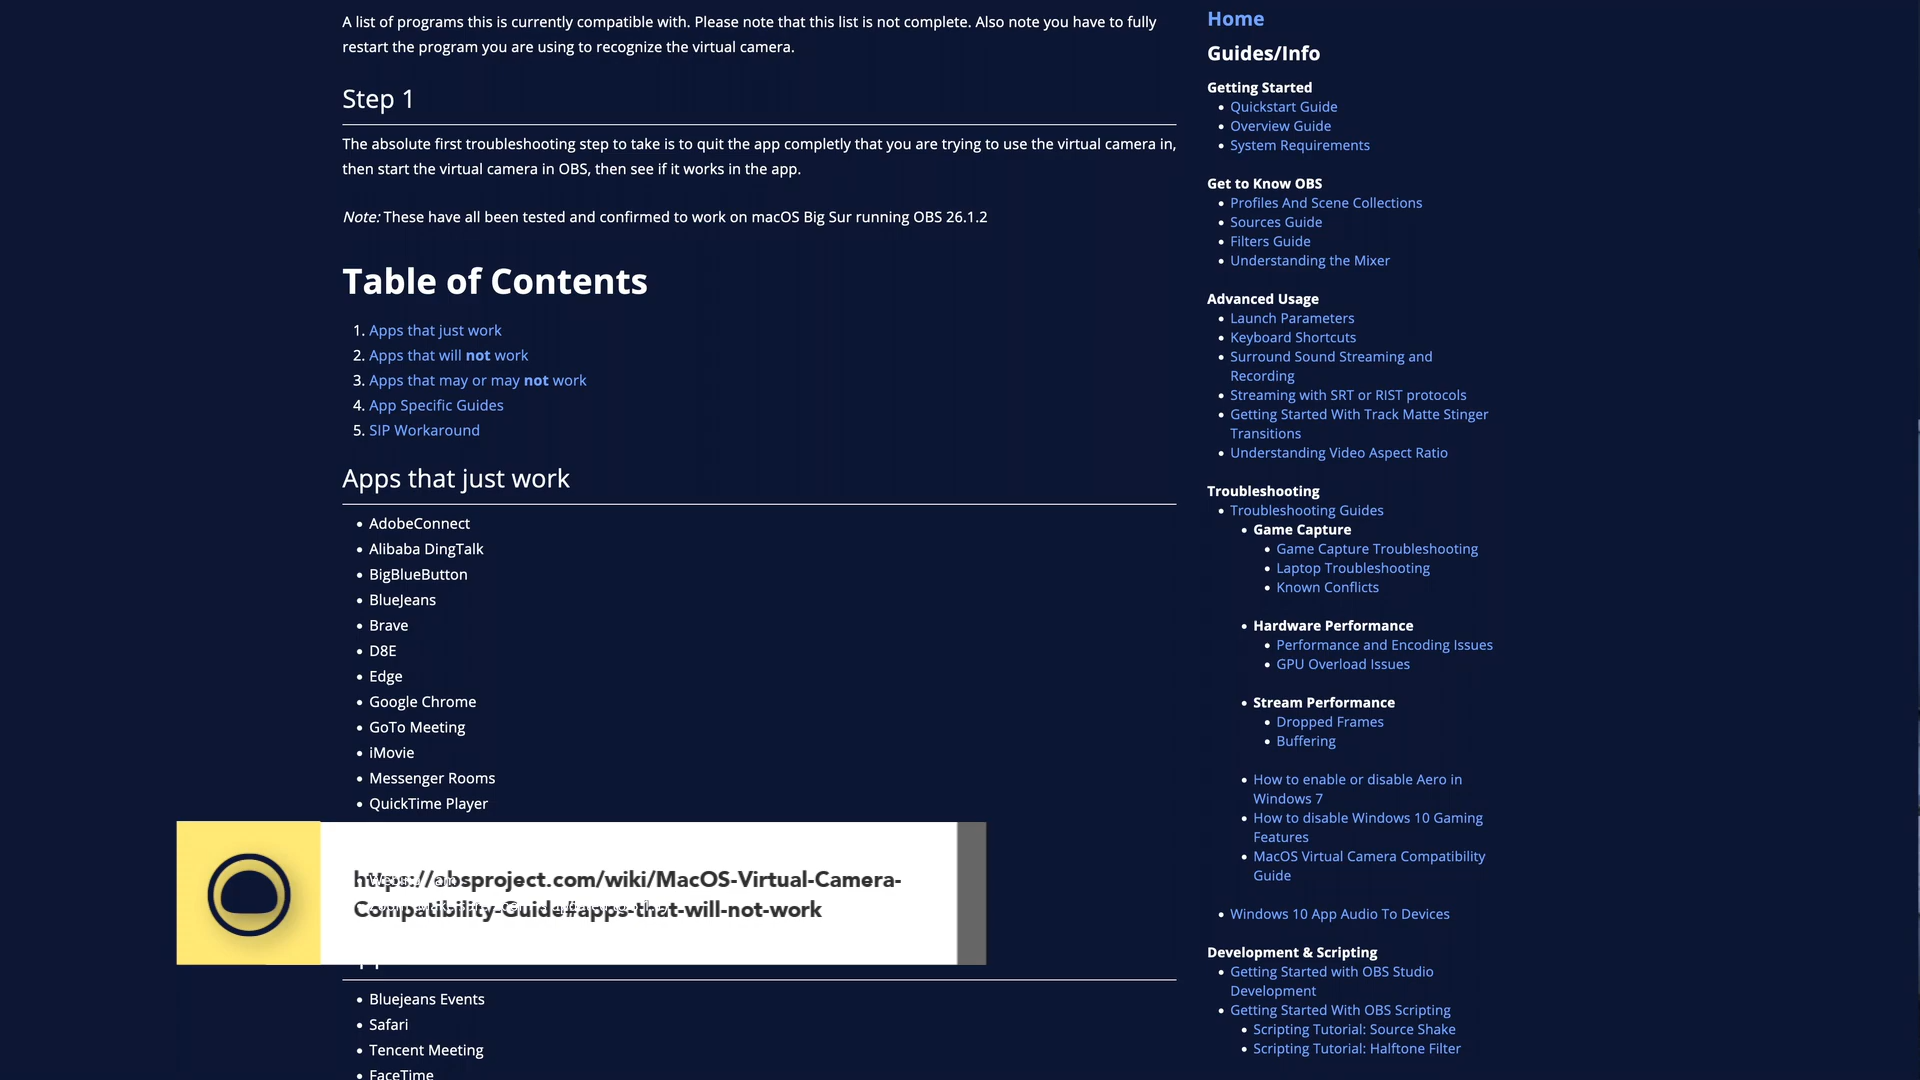 A list of programs this is currently compatible with. Please note that this list is not complete. Also note you have to fully
restart the program you are using to recognize the virtual camera.
Step 1
The absolute first troubleshooting step to take is to quit the app completly that you are trying to use the virtual camera in,
then start the virtual camera in OBS, then see if it works in the app.
Note: These have all been tested and confirmed to work on macOS Big Sur running OBS 26.1.2
Table of Contents
1. Apps that just work
2. Apps that will not work
3. Apps that may or may not work
4. App Specific Guides
5. SIP Workaround
Apps that just work
AdobeConnect
Alibaba DingTalk
BigBlueButton
BlueJeans
Brave
D8E
Edge
Google Chrome
GoTo Meeting
iMovie
Messenger Rooms
QuickTime Player
https://obsproject.com/wiki/MacOS-Virtual-Camera-
Compatibility-Guide#apps-that-will-not-work
Bluejeans Events
Safari
Tencent Meeting
FaceTime
Home
Guides/Info
Getting Started
Quickstart Guide
Overview Guide
System Requirements
Get to Know OBS
Profiles And Scene Collections
Sources Guide
Filters Guide
Understanding the Mixer
Advanced Usage
Launch Parameters
Keyboard Shortcuts
Surround Sound Streaming and
Recording
Streaming with SRT or RIST protocols
Getting Started With Track Matte Stinger
Transitions
Understanding Video Aspect Ratio
Troubleshooting
Troubleshooting Guides
Game Capture
Game Capture Troubleshooting
Laptop Troubleshooting
Known Conflicts
Hardware Performance
Performance and Encoding Issues
GPU Overload Issues
Stream Performance
Dropped Frames
Buffering
How to enable or disable Aero in
Windows 7
How to disable Windows 10 Gaming
Features
MacOS Virtual Camera Compatibility
Guide
Windows 10 App Audio To Devices
Development & Scripting
Getting Started with OBS Studio
Development
Getting Started With OBS Scripting
Scripting Tutorial: Source Shake
Scripting Tutorial: Halftone Filter